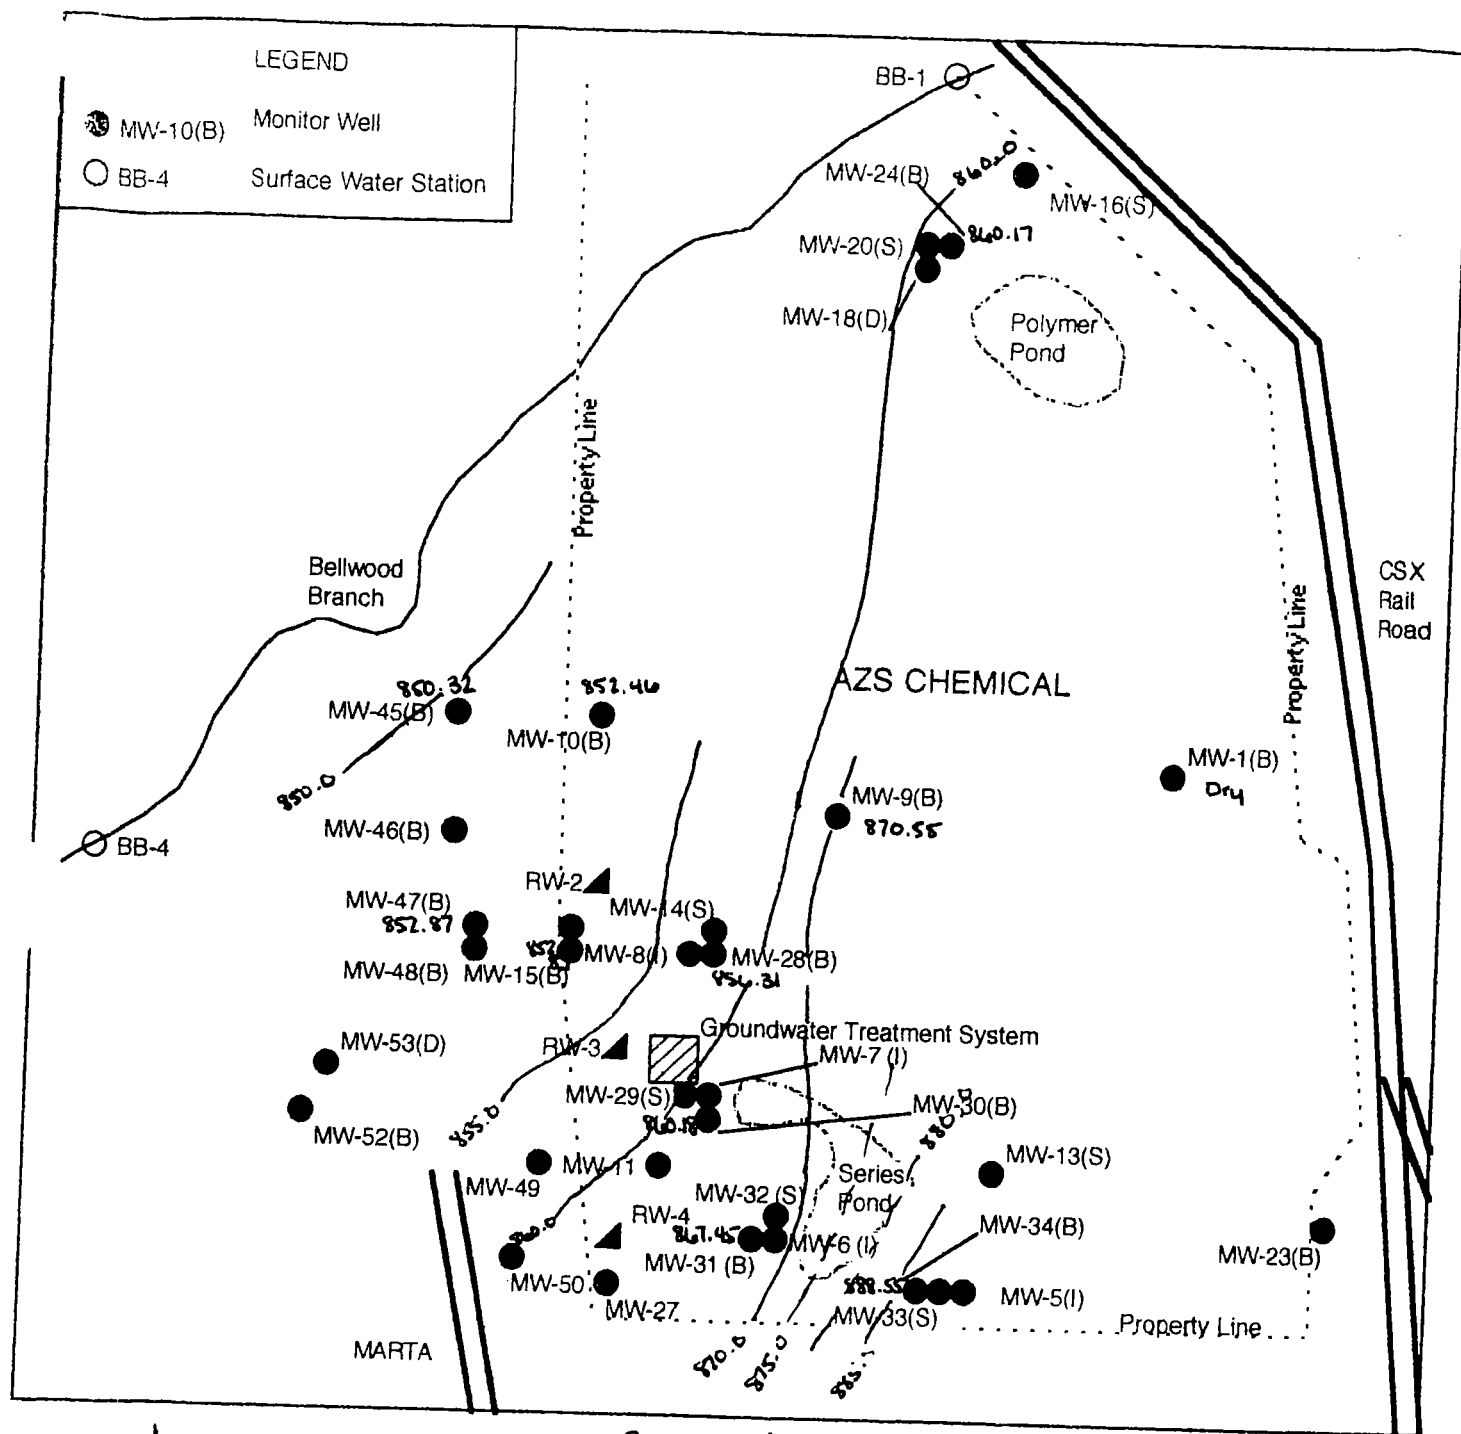 LEGEND
MW-10(B) Monitor Well
BB-4 Surface Water Station
BB-1
MW-24(B)
860.0
MW-16(S)
MW-20(S)
860.17
MW-18(D)
Polymer
Pond
Property Line
Bellwood
Branch
CSX
Rail
Road
Property Line
AZS CHEMICAL
850.32
MW-45(B)
852.46
MW-10(B)
850.0
MW-1(B)
Dry
MW-9(B)
870.55
MW-46(B)
BB-4
RW-2
MW-47(B)
852.87
MW-14(S)
MW-8(I)
MW-28(B)
856.31
MW-48(B)
MW-15(B)
Groundwater Treatment System
MW-53(D)
RW-3
MW-7 (I)
MW-29(S)
860.18
MW-30(B)
880.0
MW-52(B)
855.0
MW-49
MW-11
Series
Pond
MW-13(S)
MW-32 (S)
RW-4
867.45
MW-6 (I)
MW-34(B)
MW-31 (B)
MW-23(B)
860.0
MW-50
MW-27
888.55
MW-33(S)
MW-5(I)
Property Line
MARTA
870.0
875.0